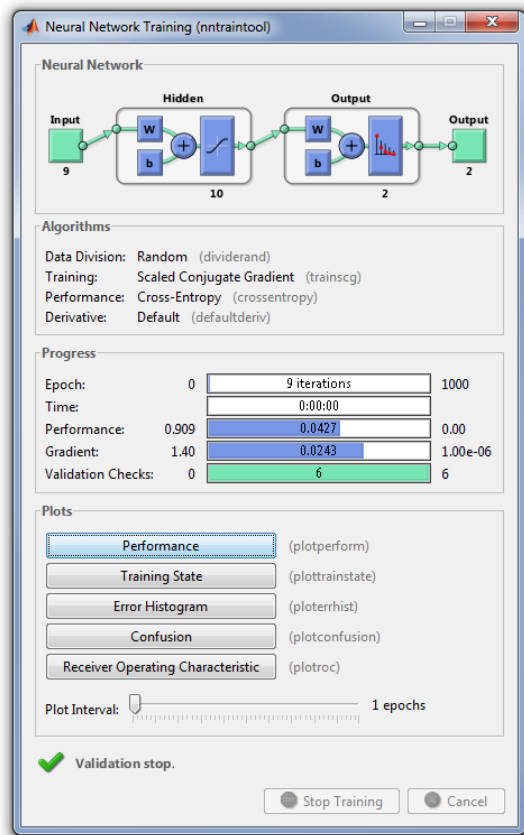 Neural Network Training (nntraintool)
Neural Network
Hidden Output
Input Output
W W
b + b +
9 10 2 2
Algorithms
Data Division: Random (dividerand)
Training: Scaled Conjugate Gradient (trainscg)
Performance: Cross-Entropy (crossentropy)
Derivative: Default (defaultderiv)
Progress
Epoch: 0 9 iterations 1000
Time: 0:00:00
Performance: 0.909 0.0427 0.00
Gradient: 1.40 0.0243 1.00e-06
Validation Checks: 0 6 6
Plots
Performance (plotperform)
Training State (plottrainstate)
Error Histogram (ploterrhist)
Confusion (plotconfusion)
Receiver Operating Characteristic (plotroc)
Plot Interval: 1 epochs
Validation stop.
Stop Training Cancel